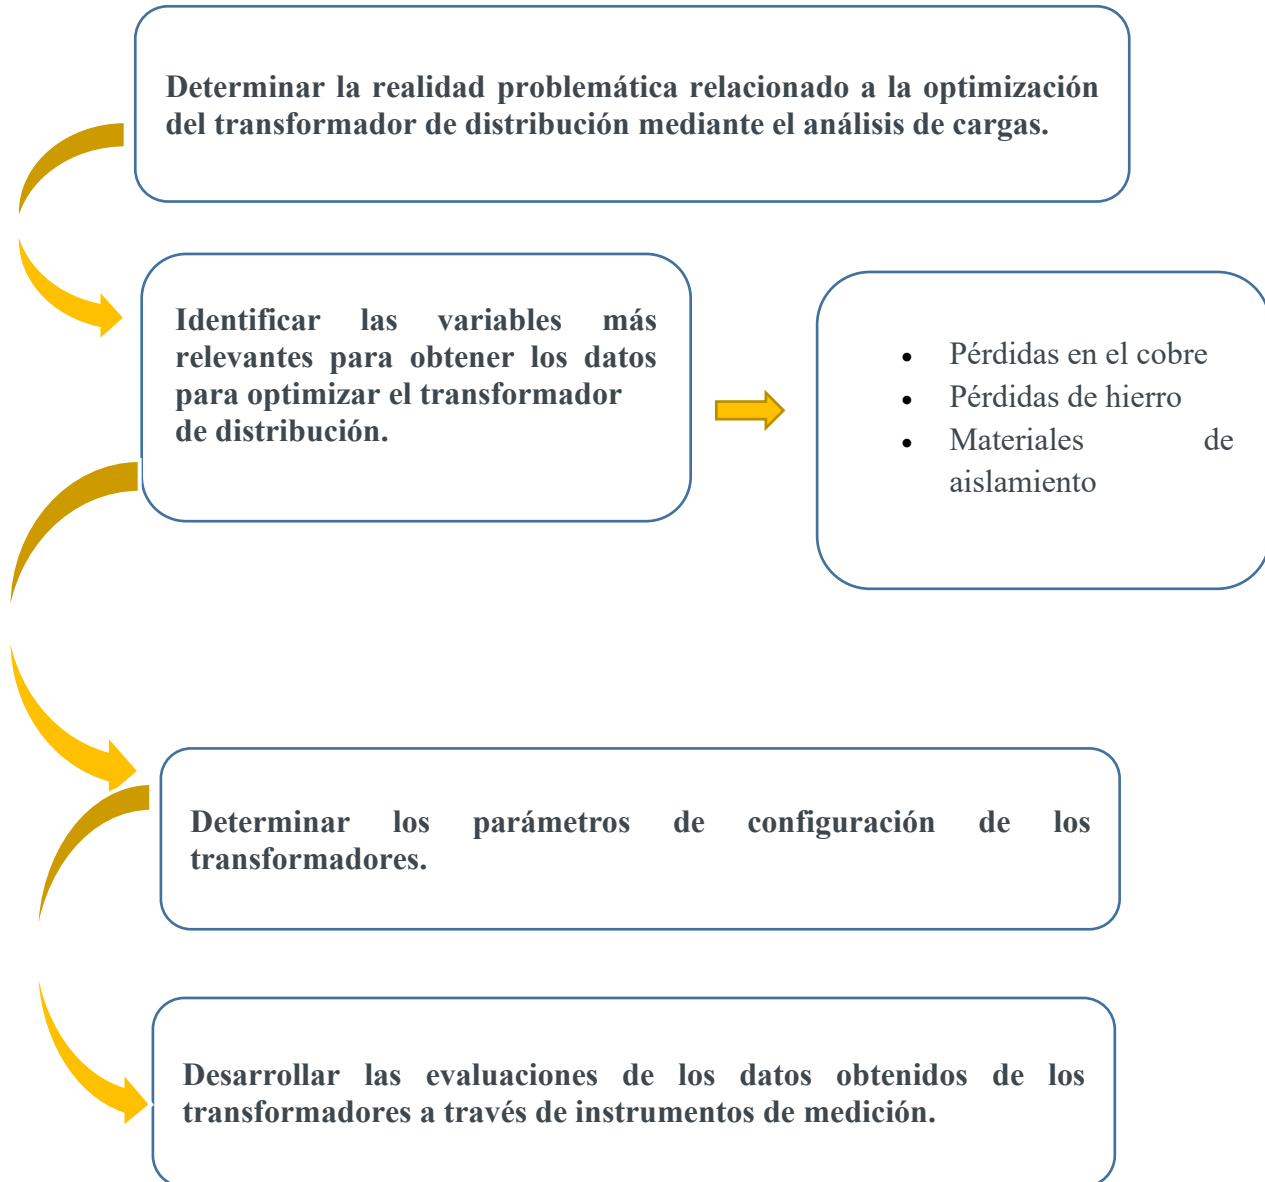 Determinar la realidad problemática relacionado a la optimización
del transformador de distribución mediante el análisis de cargas.
Identificar las variables más
relevantes para obtener los datos
para optimizar el transformador
de distribución.
• Pérdidas en el cobre
• Pérdidas de hierro
• Materiales de
aislamiento
Determinar los parámetros de configuración de los
transformadores.
Desarrollar las evaluaciones de los datos obtenidos de los
transformadores a través de instrumentos de medición.